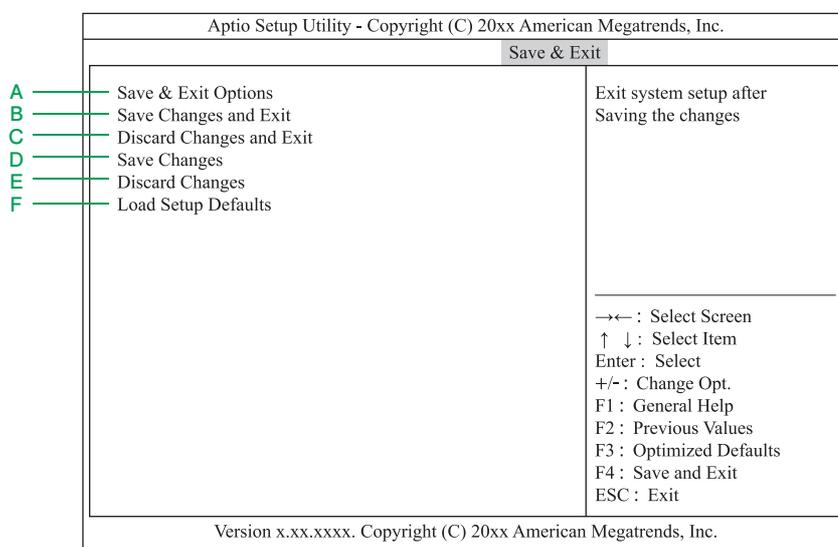 Aptio Setup Utility - Copyright (C) 20xx American Megatrends, Inc.
Save & Exit
A Save & Exit Options
B Save Changes and Exit
C Discard Changes and Exit
D Save Changes
E Discard Changes
F Load Setup Defaults
Exit system setup after
Saving the changes
→← : Select Screen
↑ ↓ : Select Item
Enter : Select
+/- : Change Opt.
F1 : General Help
F2 : Previous Values
F3 : Optimized Defaults
F4 : Save and Exit
ESC : Exit
Version x.xx.xxxx. Copyright (C) 20xx American Megatrends, Inc.